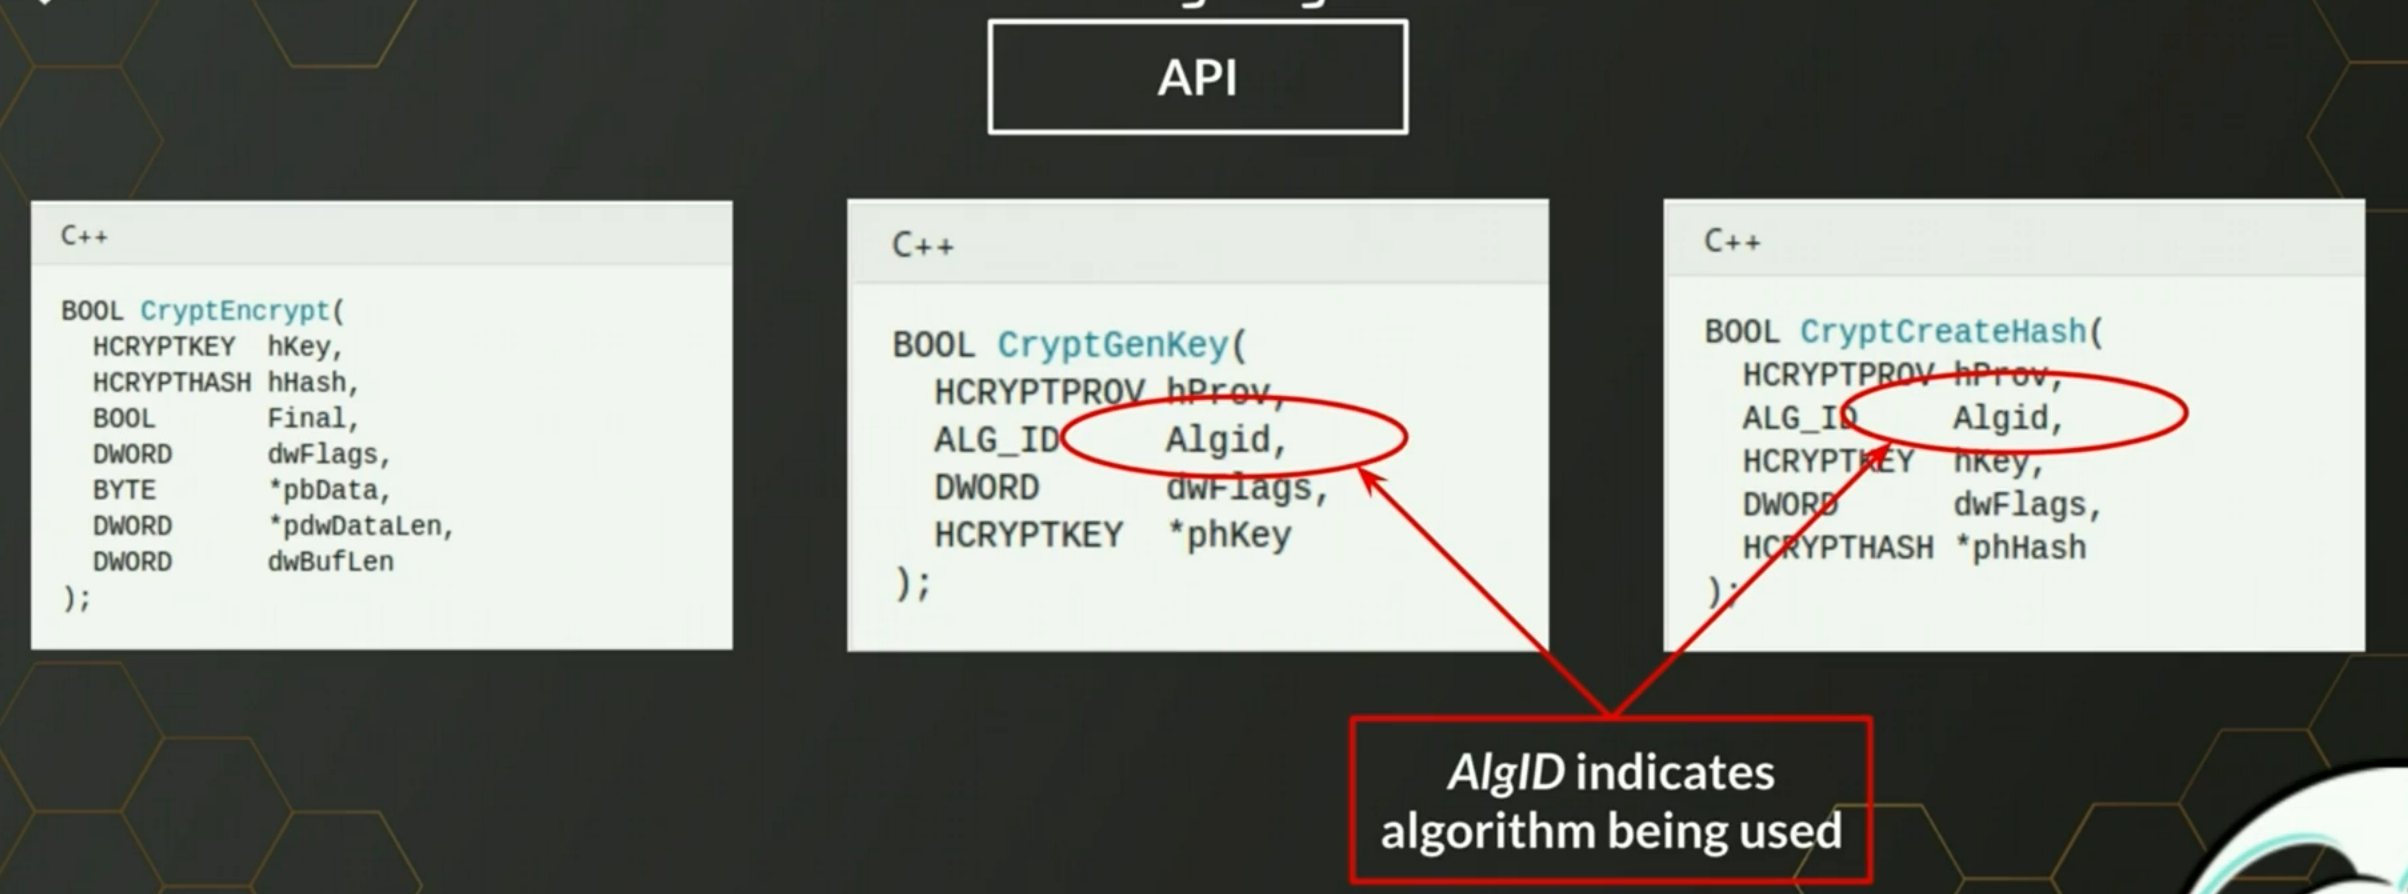 API
C++
BOOL CryptEncrypt(
  HCRYPTKEY  hKey,
  HCRYPTHASH hHash,
  BOOL       Final,
  DWORD      dwFlags,
  BYTE       *pbData,
  DWORD      *pdwDataLen,
  DWORD      dwBufLen
);
C++
BOOL CryptGenKey(
  HCRYPTPROV hProv,
  ALG_ID     Algid,
  DWORD      dwFlags,
  HCRYPTKEY  *phKey
);
C++
BOOL CryptCreateHash(
  HCRYPTPROV hProv,
  ALG_ID     Algid,
  HCRYPTKEY  hKey,
  DWORD      dwFlags,
  HCRYPTHASH *phHash
);
AlgID indicates
algorithm being used